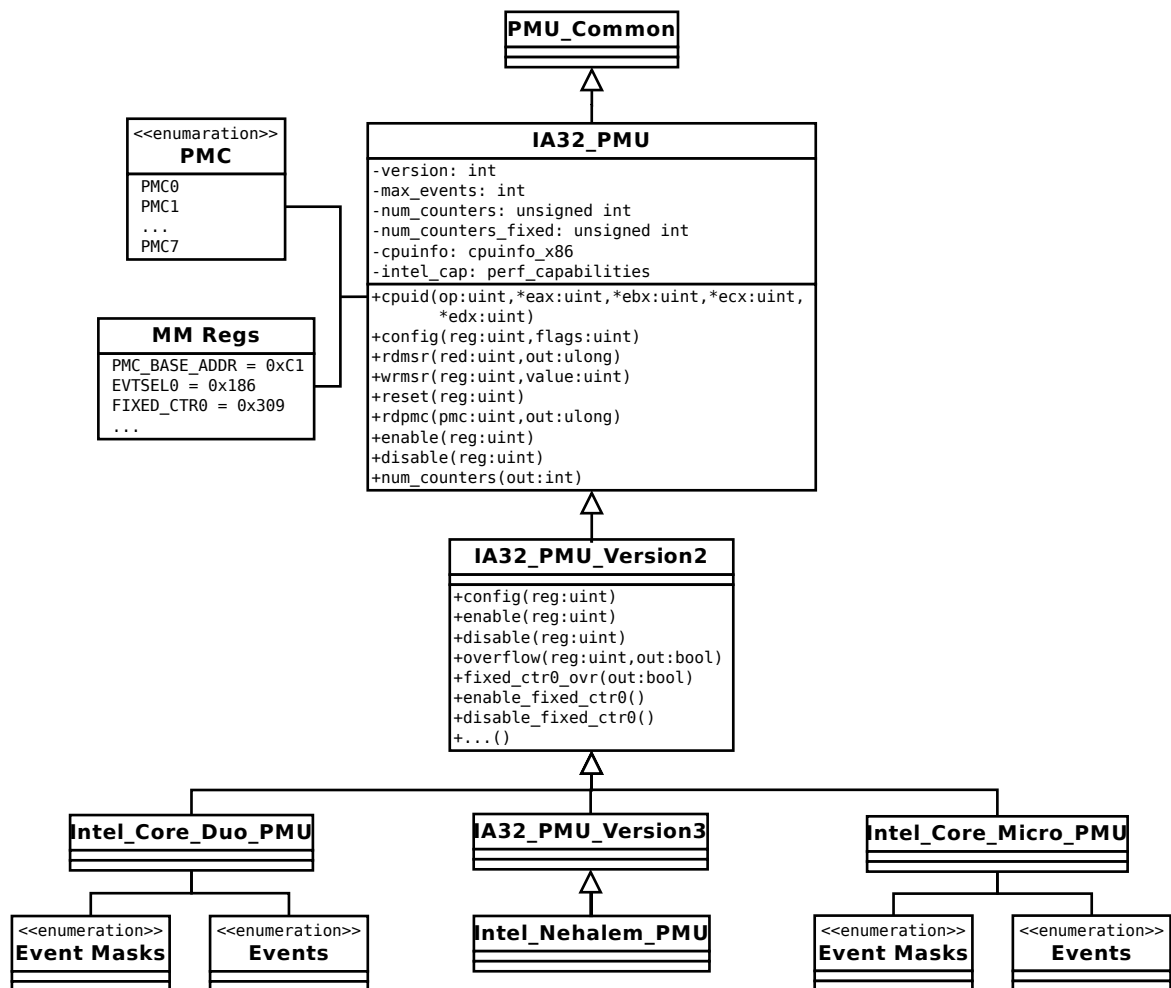 PMU_Common
<<enumaration>>
PMC
PMC0
PMC1
...
PMC7
MM Regs
PMC_BASE_ADDR = 0xC1
EVTSEL0 = 0x186
FIXED_CTR0 = 0x309
...
IA32_PMU
-version: int
-max_events: int
-num_counters: unsigned int
-num_counters_fixed: unsigned int
-cpuinfo: cpuinfo_x86
-intel_cap: perf_capabilities
+cpuid(op:uint,*eax:uint,*ebx:uint,*ecx:uint,
*edx:uint)
+config(reg:uint,flags:uint)
+rdmsr(red:uint,out:ulong)
+wrmsr(reg:uint,value:uint)
+reset(reg:uint)
+rdpmc(pmc:uint,out:ulong)
+enable(reg:uint)
+disable(reg:uint)
+num_counters(out:int)
IA32_PMU_Version2
+config(reg:uint)
+enable(reg:uint)
+disable(reg:uint)
+overflow(reg:uint,out:bool)
+fixed_ctr0_ovr(out:bool)
+enable_fixed_ctr0()
+disable_fixed_ctr0()
+...()
Intel_Core_Duo_PMU
IA32_PMU_Version3
Intel_Core_Micro_PMU
<<enumeration>>
Event Masks
<<enumeration>>
Events
Intel_Nehalem_PMU
<<enumeration>>
Event Masks
<<enumeration>>
Events